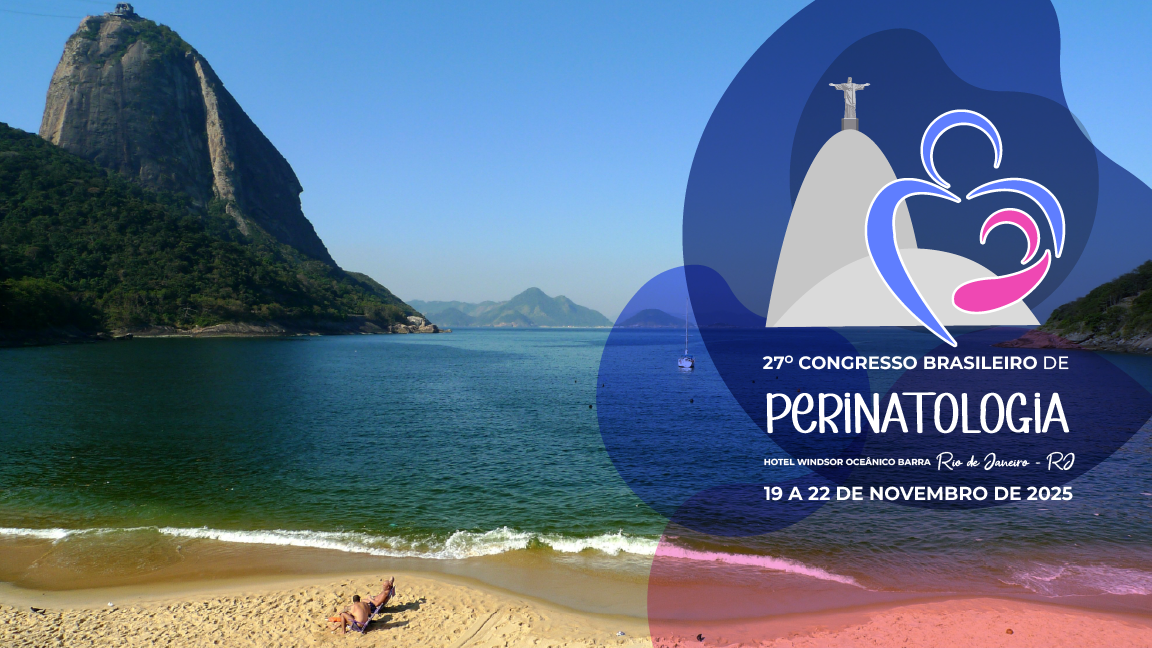 27º CONGRESSO BRASILEIRO DE
PERINATOLOGIA
HOTEL WINDSOR OCEÂNICO BARRA Rio de Janeiro - RJ
19 A 22 DE NOVEMBRO DE 2025